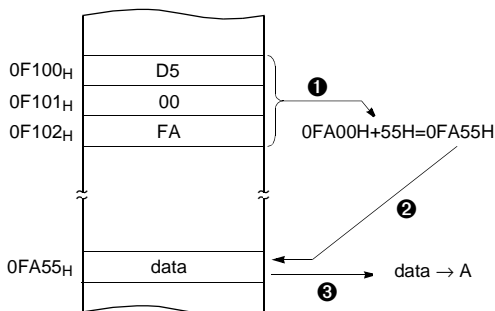 0F100H D5
0F101H 00 ❶
0F102H FA 0FA00H+55H=0FA55H
❷
0FA55H data data → A
❸